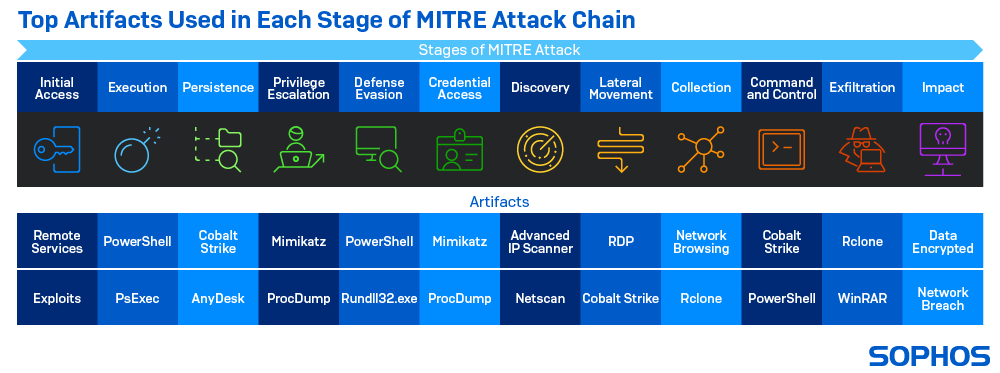 Top Artifacts Used in Each Stage of MITRE Attack Chain
Stages of MITRE Attack
Initial Access
Execution
Persistence
Privilege Escalation
Defense Evasion
Credential Access
Discovery
Lateral Movement
Collection
Command and Control
Exfiltration
Impact
Artifacts
Remote Services
PowerShell
Cobalt Strike
Mimikatz
PowerShell
Mimikatz
Advanced IP Scanner
RDP
Network Browsing
Cobalt Strike
Rclone
Data Encrypted
Exploits
PsExec
AnyDesk
ProcDump
Rundll32.exe
ProcDump
Netscan
Cobalt Strike
Rclone
PowerShell
WinRAR
Network Breach
SOPHOS